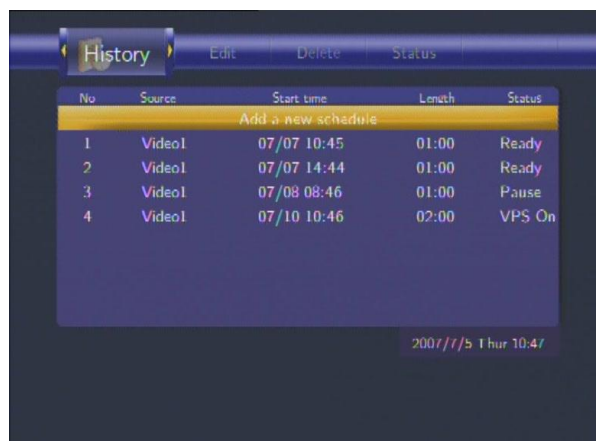 History Edit Delete Status
No Source Start time Length Status
Add a new schedule
1 Video1 07/07 10:45 01:00 Ready
2 Video1 07/07 14:44 01:00 Ready
3 Video1 07/08 08:46 01:00 Pause
4 Video1 07/10 10:46 02:00 VPS On
2007/7/5 Thur 10:47